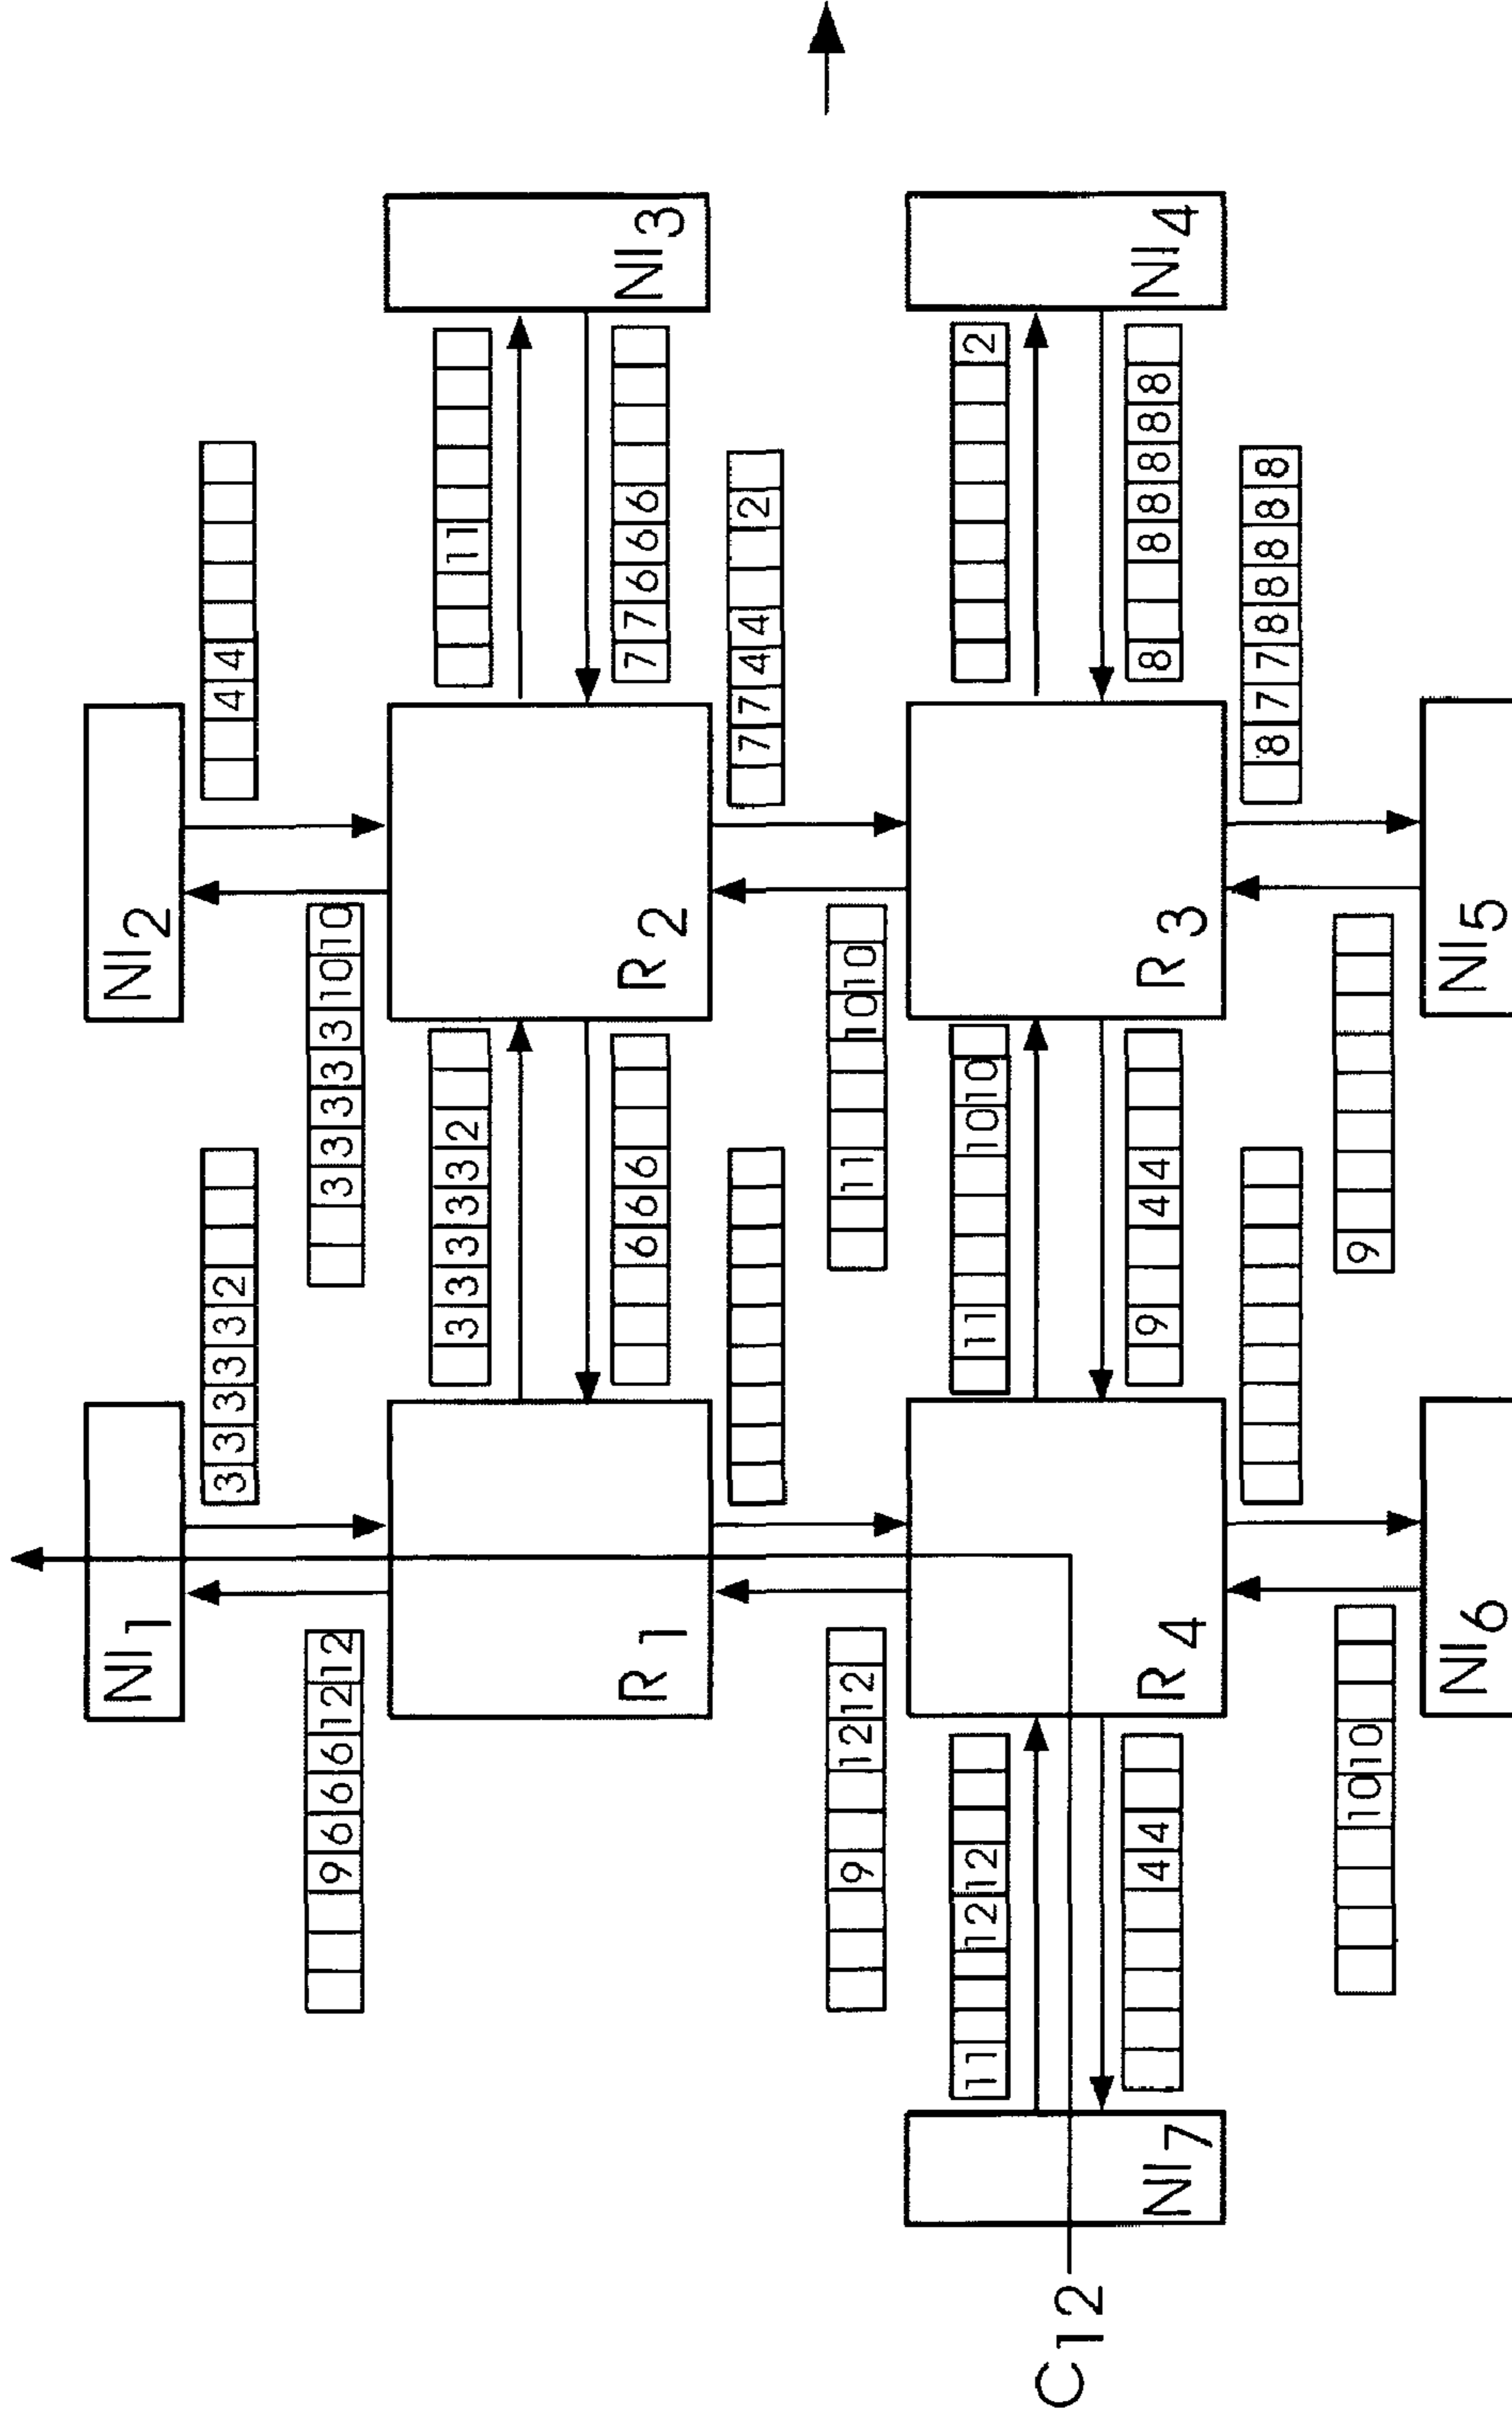 NI1
NI2
3 3 3 3 3 2
4 4
9 6 6 6 12 12
3 3 3 3 3 10 10
3 3 3 3 3 2
11
R1
6 6 6
R2
7 7 6 6 6
NI3
7 7 4 4 2
9 12 12
11 10 10
11 12 12
11 10 10
2
C12
NI7
4 4
R4
9 4 4
R3
8 8 8 8 8 8
NI4
8 7 7 8 8 8 8 8
10 10
9
NI6
NI5